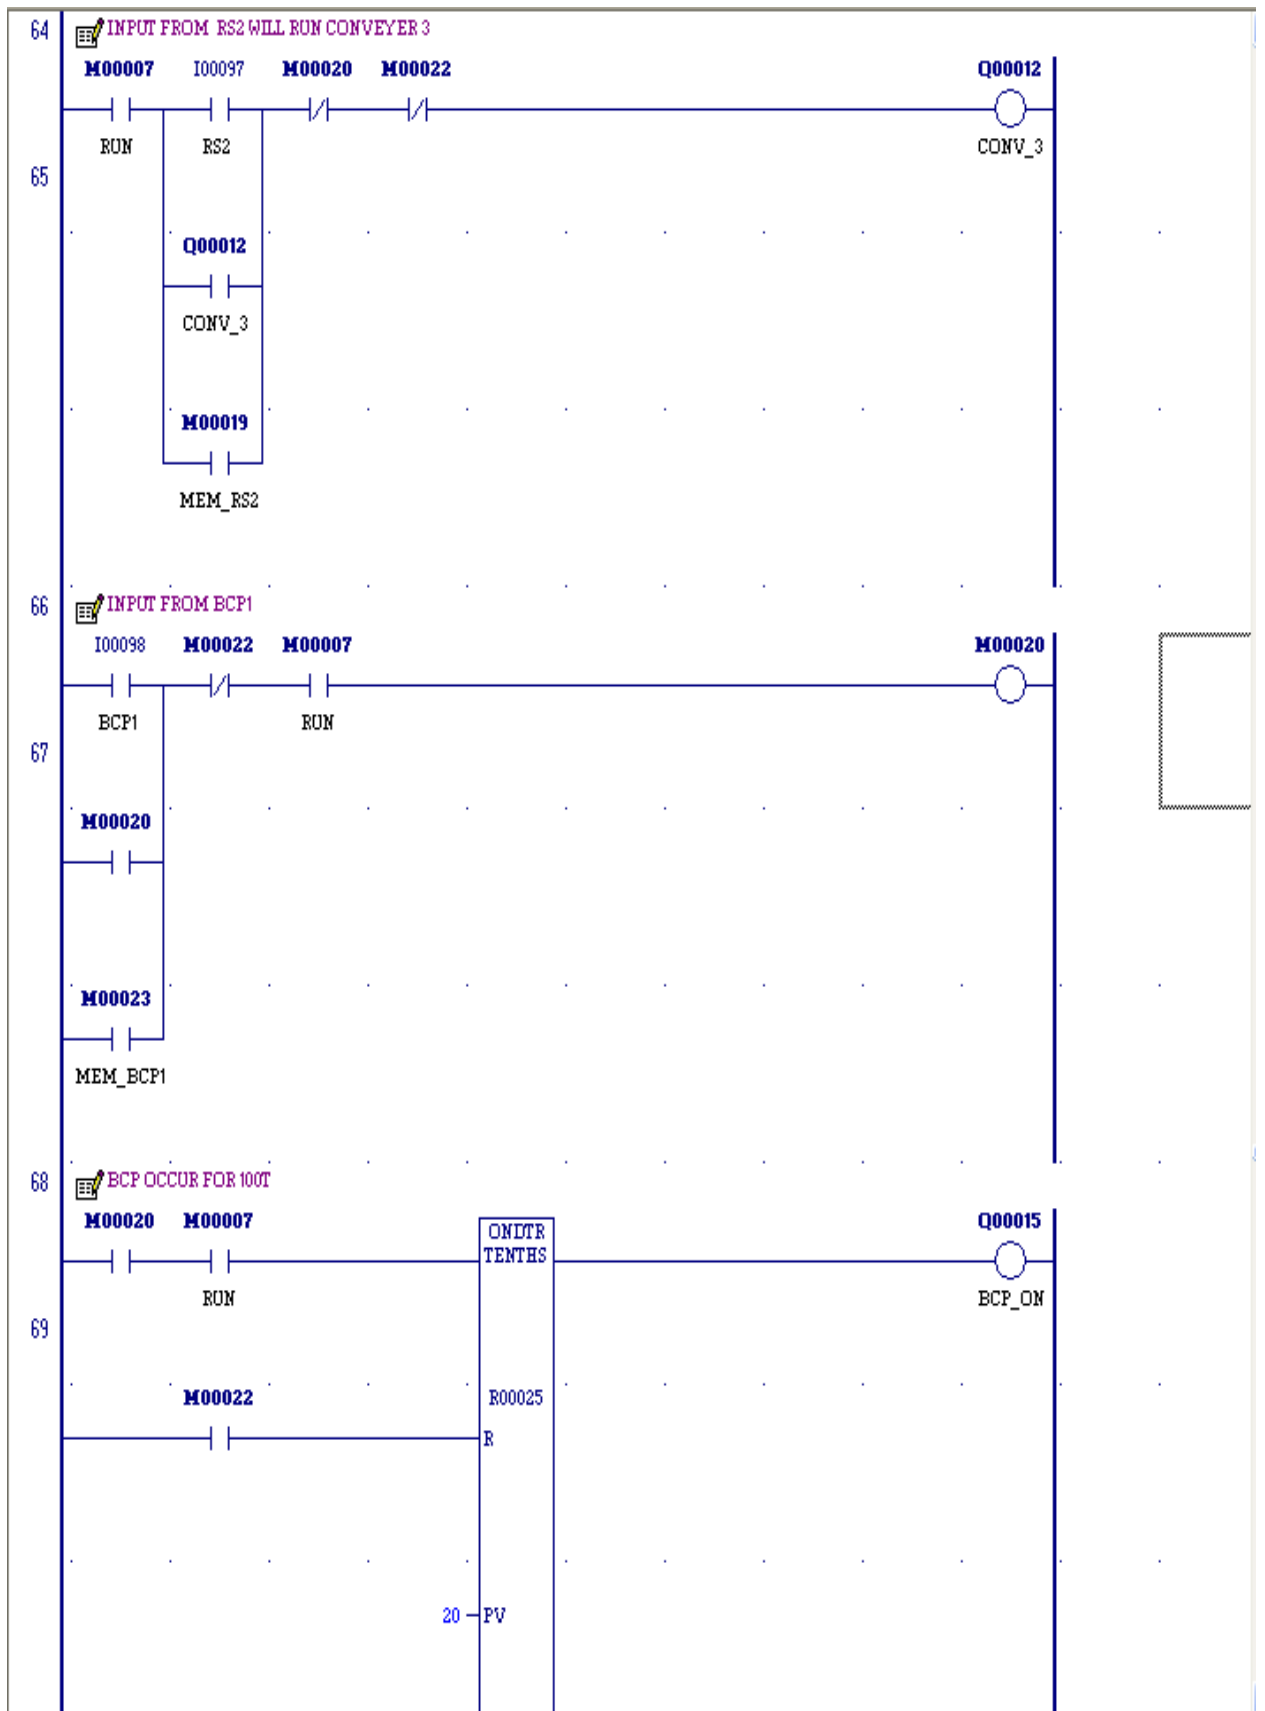 64
INPUT FROM RS2 WILL RUN CONVEYER 3
M00007 I00097 M00020 M00022 Q00012
RUN RS2 CONV_3
65
Q00012
CONV_3
M00019
MEM_RS2
66
INPUT FROM BCP1
I00098 M00022 M00007 M00020
BCP1 RUN
67
M00020
M00023
MEM_BCP1
68
BCP OCCUR FOR 100T
M00020 M00007 ONDTR Q00015
TENTHS
RUN BCP_ON
69
M00022 R00025
R
20 PV